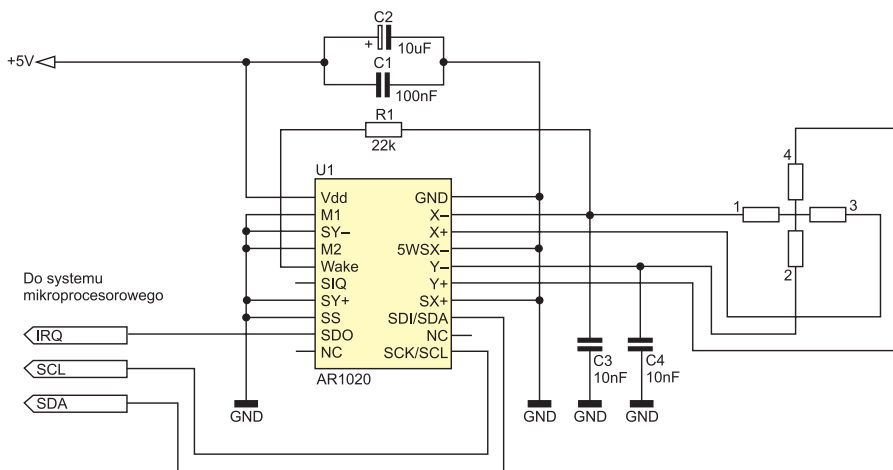 C2
+
10uF
+5V
C1
100nF
R1
22k
U1
Vdd
M1
SY–
M2
Wake
SIQ
SY+
SS
SDO
NC
GND
X–
X+
5WSX–
Y–
Y+
SX+
SDI/SDA
NC
SCK/SCL
AR1020
4
1
3
2
Do systemu
mikroprocesorowego
IRQ
SCL
SDA
C3
10nF
C4
10nF
GND
GND
GND
GND